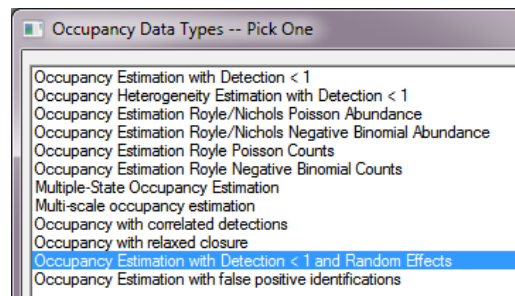 Occupancy Data Types -- Pick One
Occupancy Estimation with Detection < 1
Occupancy Heterogeneity Estimation with Detection < 1
Occupancy Estimation Royle/Nichols Poisson Abundance
Occupancy Estimation Royle/Nichols Negative Binomial Abundance
Occupancy Estimation Royle Poisson Counts
Occupancy Estimation Royle Negative Binomial Counts
Multiple-State Occupancy Estimation
Multi-scale occupancy estimation
Occupancy with correlated detections
Occupancy with relaxed closure
Occupancy Estimation with Detection < 1 and Random Effects
Occupancy Estimation with false positive identifications